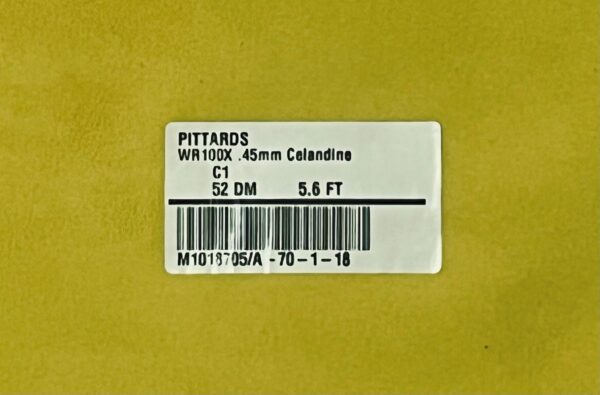 PITTARDS
WR100X .45mm Celandine
C1
52 DM 5.6 FT
M1018705/A -70-1-18